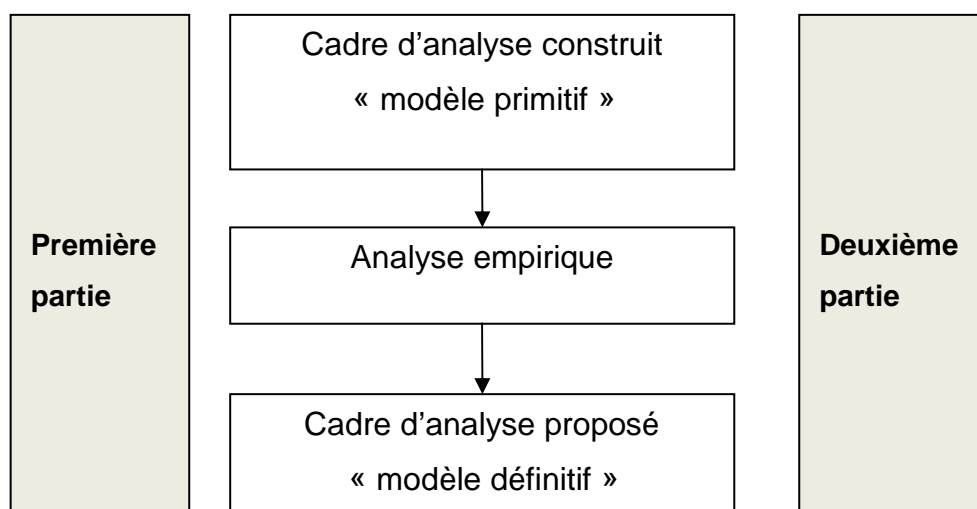 Cadre d'analyse construit
« modèle primitif »
Première
partie
Analyse empirique
Deuxième
partie
Cadre d'analyse proposé
« modèle définitif »